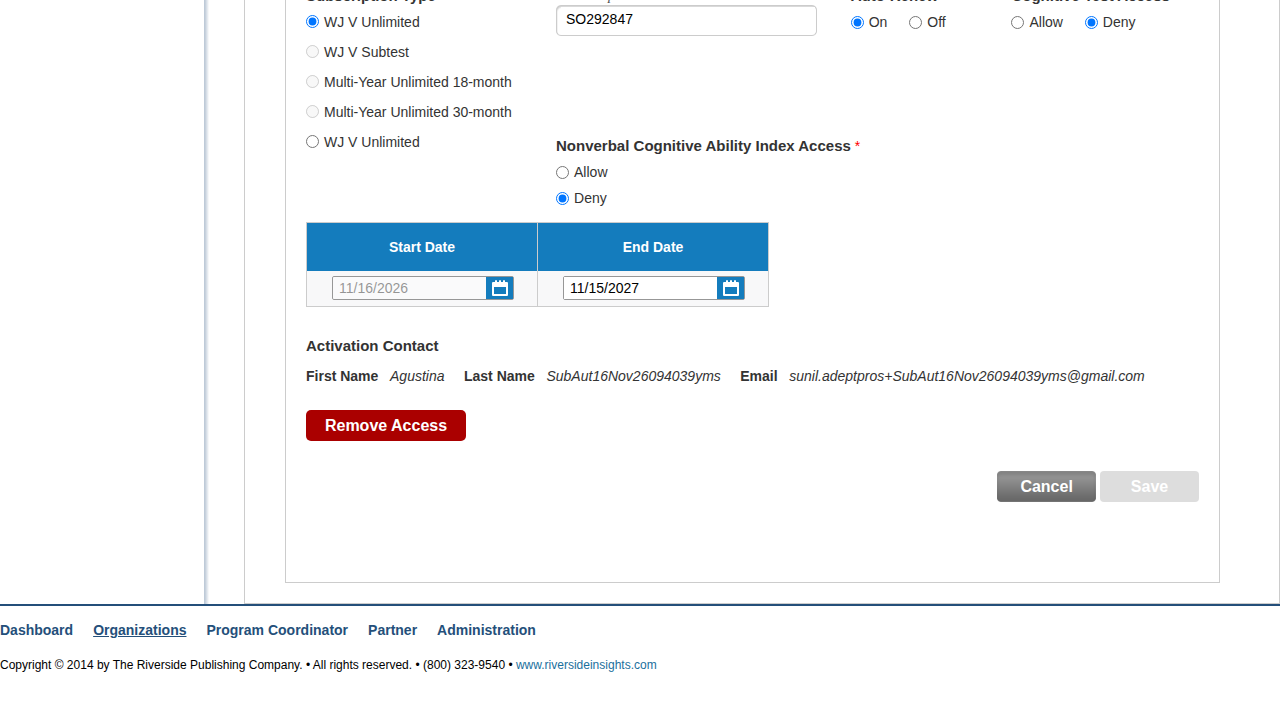 WJ V Unlimited
SO292847
On
Off
Allow
Deny
WJ V Subtest
Multi-Year Unlimited 18-month
Multi-Year Unlimited 30-month
WJ V Unlimited
Nonverbal Cognitive Ability Index Access *
Allow
Deny
Start Date
End Date
11/16/2026
11/15/2027
Activation Contact
First Name Agustina Last Name SubAut16Nov26094039yms Email sunil.adeptpros+SubAut16Nov26094039yms@gmail.com
Remove Access
Cancel
Save
Dashboard Organizations Program Coordinator Partner Administration
Copyright © 2014 by The Riverside Publishing Company. • All rights reserved. • (800) 323-9540 • www.riversideinsights.com